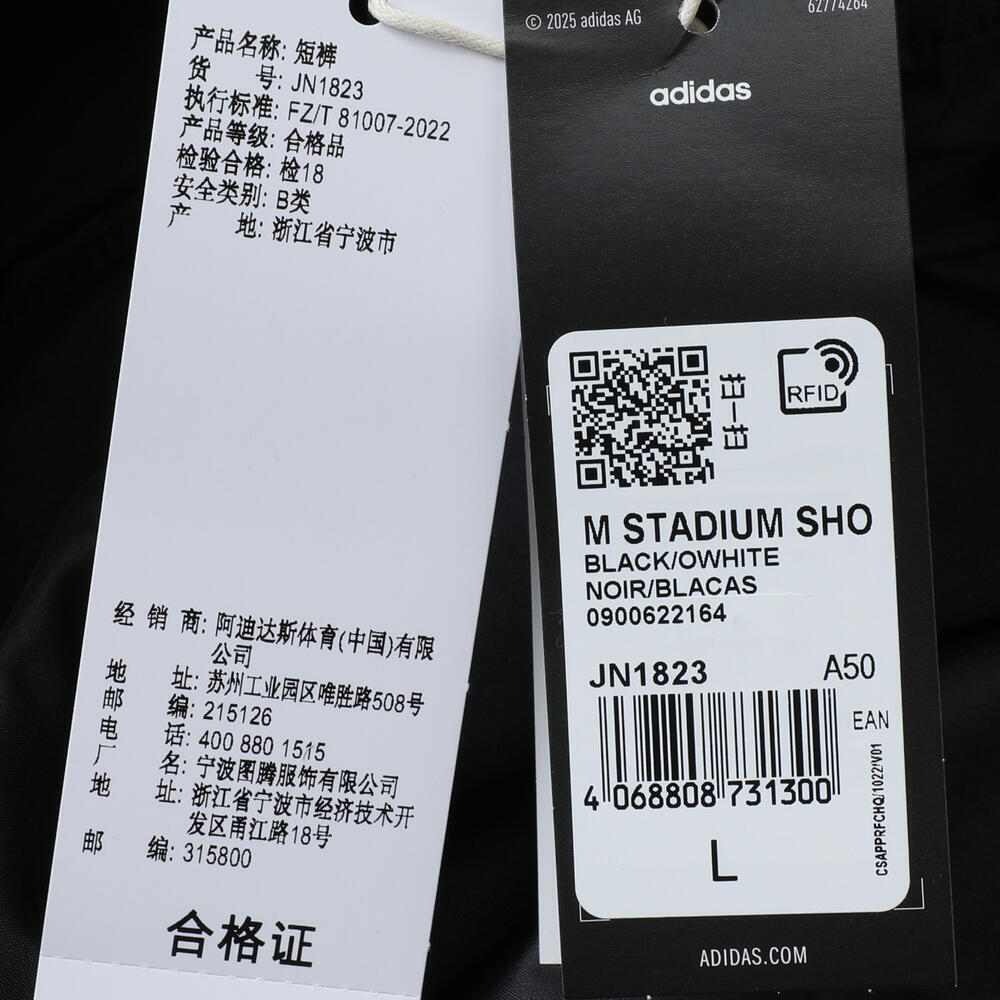 产品名称: 短裤
货 号: JN1823
执行标准: FZ/T 81007-2022
产品等级: 合格品
检验合格: 检18
安全类别: B类
产 地: 浙江省宁波市
经 销 商: 阿迪达斯体育(中国)有限
公司
地 址: 苏州工业园区唯胜路508号
邮 编: 215126
电 话: 400 880 1515
厂 名: 宁波图腾服饰有限公司
地 址: 浙江省宁波市经济技术开
发区甬江路18号
邮 编: 315800
合格证
© 2025 adidas AG
62774264
adidas
扫一扫
RFID
M STADIUM SHO
BLACK/OWHITE
NOIR/BLACAS
0900622164
JN1823 A50
EAN
4 068808 731300
CSAPPRFCHQ/1022/V01
L
ADIDAS.COM